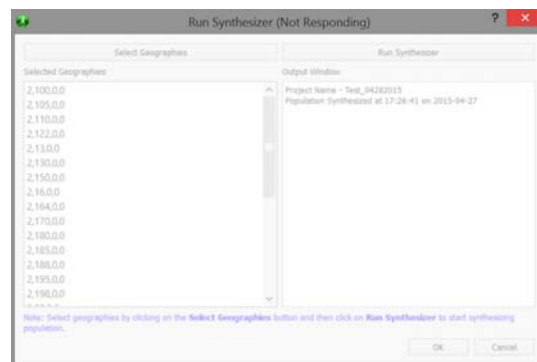 Run Synthesizer (Not Responding)
?
Select Geographies
Run Synthesizer
Selected Geographies
Output Window
2,100,0,0
2,105,0,0
2,110,0,0
2,122,0,0
2,13,0,0
2,130,0,0
2,150,0,0
2,16,0,0
2,164,0,0
2,170,0,0
2,180,0,0
2,185,0,0
2,188,0,0
2,195,0,0
2,198,0,0
Project Name - Test_04282015
Population Synthesized at 17:26:41 on 2015-04-27
Note: Select geographies by clicking on the Select Geographies button and then click on Run Synthesizer to start synthesizing
population.
OK
Cancel